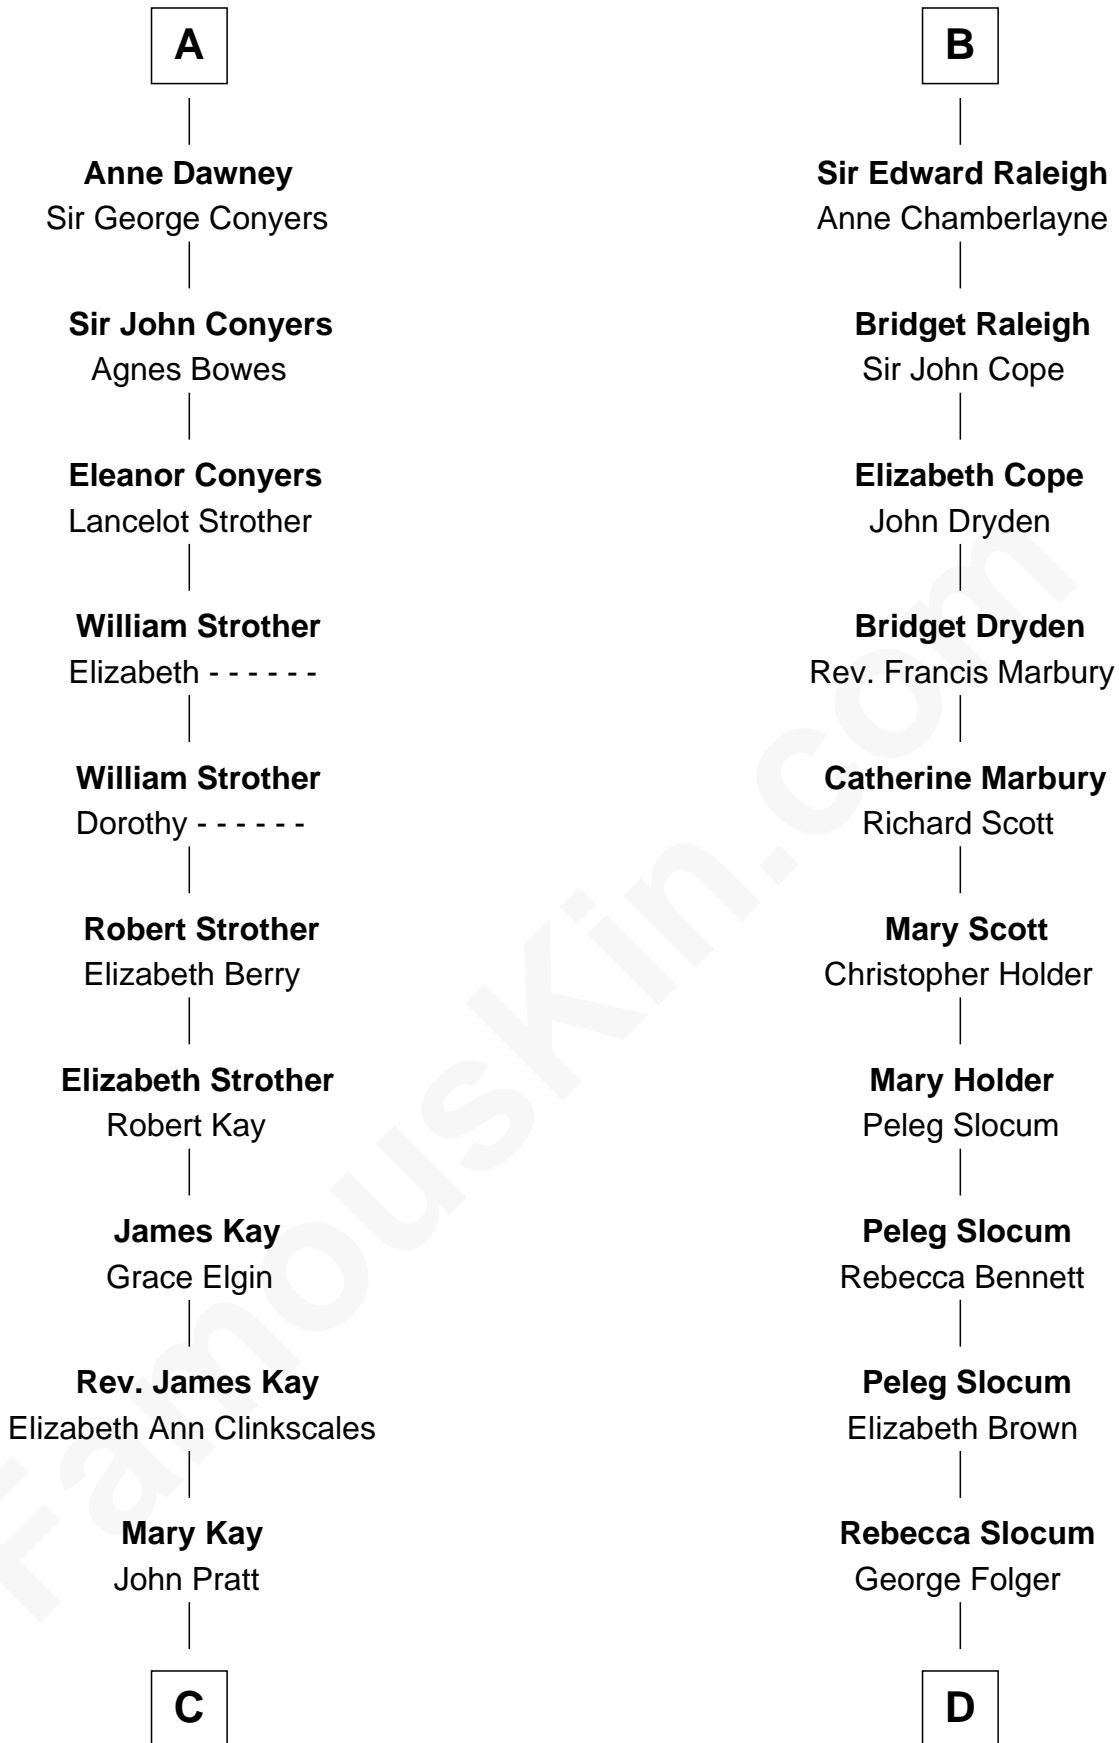 A
Anne Dawney
Sir George Conyers
Sir John Conyers
Agnes Bowes
Eleanor Conyers
Lancelot Strother
William Strother
Elizabeth - - - - - -
William Strother
Dorothy - - - - - -
Robert Strother
Elizabeth Berry
Elizabeth Strother
Robert Kay
James Kay
Grace Elgin
Rev. James Kay
Elizabeth Ann Clinkscales
Mary Kay
John Pratt
C
B
Sir Edward Raleigh
Anne Chamberlayne
Bridget Raleigh
Sir John Cope
Elizabeth Cope
John Dryden
Bridget Dryden
Rev. Francis Marbury
Catherine Marbury
Richard Scott
Mary Scott
Christopher Holder
Mary Holder
Peleg Slocum
Peleg Slocum
Rebecca Bennett
Peleg Slocum
Elizabeth Brown
Rebecca Slocum
George Folger
D
FamousKin.com